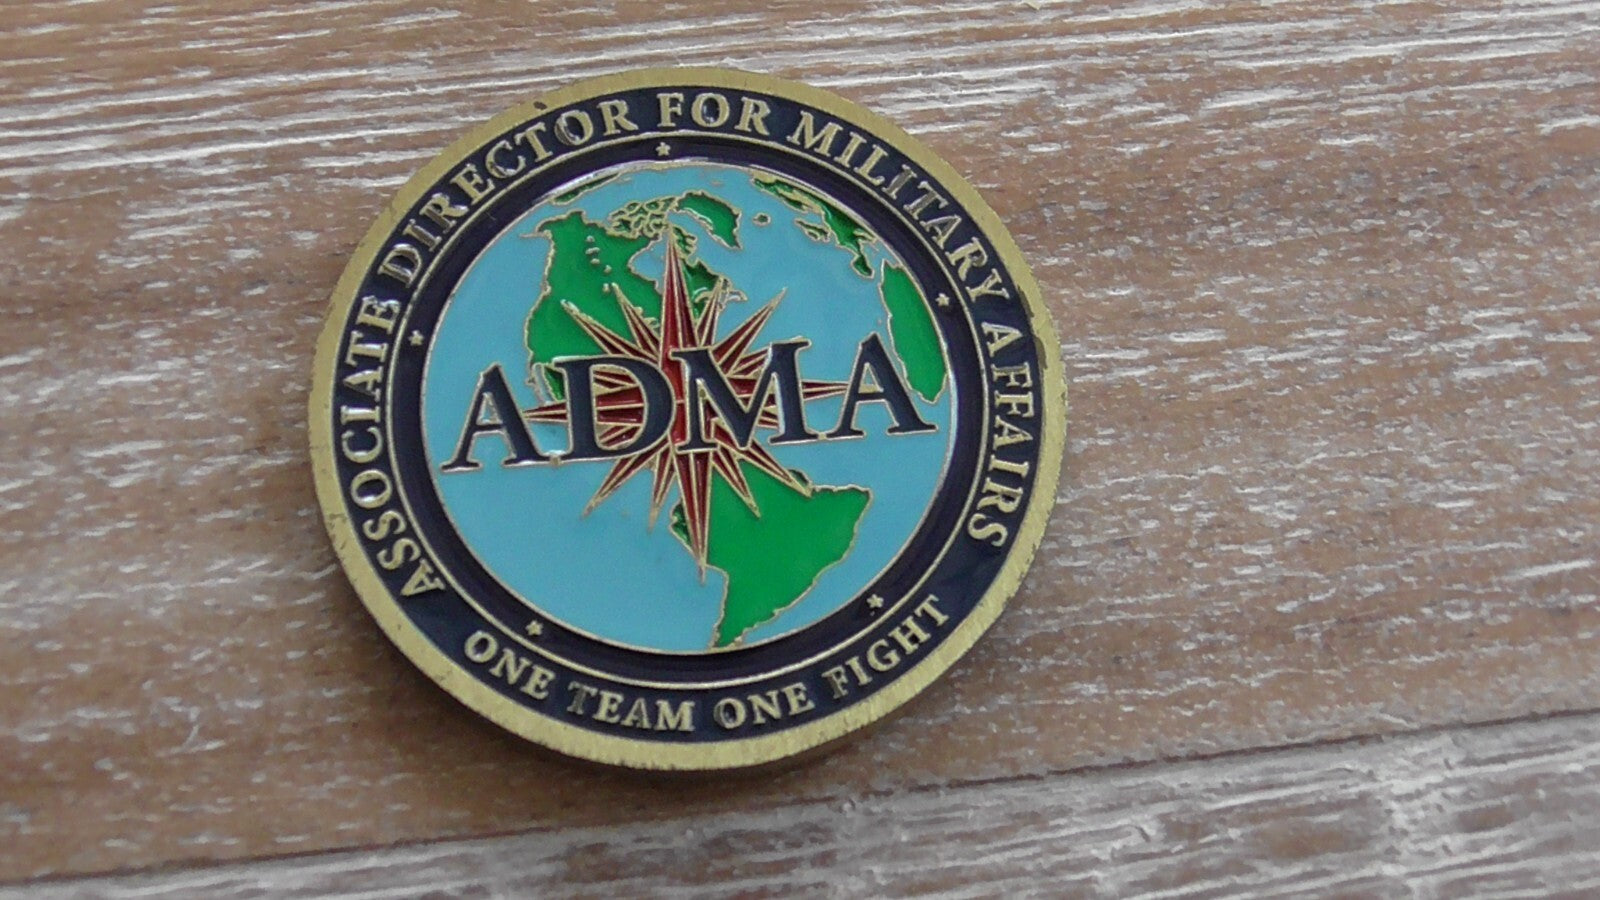 ASSOCIATE DIRECTOR FOR MILITARY AFFAIRS
ADMA
ONE TEAM ONE FIGHT